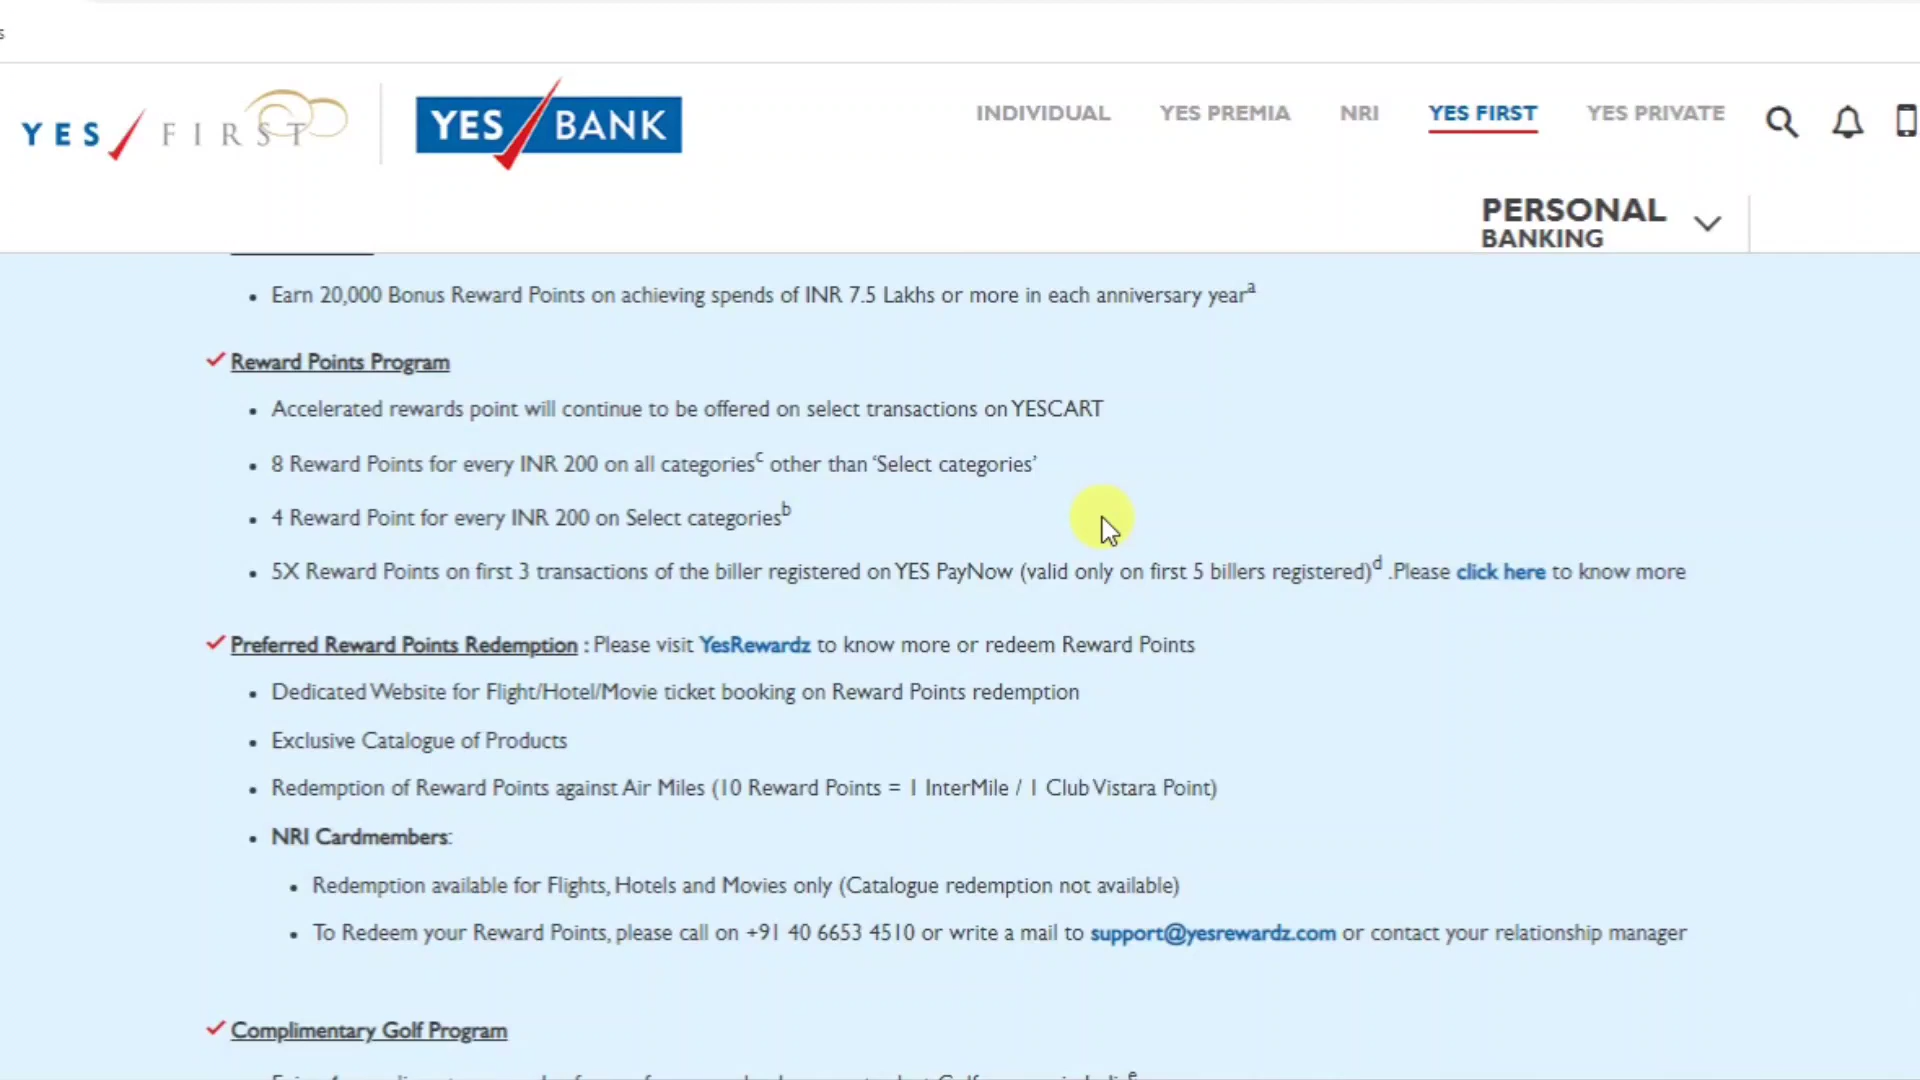 s
YES FIRST
YES BANK
INDIVIDUAL YES PREMIA NRI YES FIRST YES PRIVATE
PERSONAL
BANKING
• Earn 20,000 Bonus Reward Points on achieving spends of INR 7.5 Lakhs or more in each anniversary year^a
Reward Points Program
• Accelerated rewards point will continue to be offered on select transactions on YESCART
• 8 Reward Points for every INR 200 on all categories^c other than ‘Select categories’
• 4 Reward Point for every INR 200 on Select categories^b
• 5X Reward Points on first 3 transactions of the biller registered on YES PayNow (valid only on first 5 billers registered)^d .Please click here to know more
Preferred Reward Points Redemption : Please visit YesRewardz to know more or redeem Reward Points
• Dedicated Website for Flight/Hotel/Movie ticket booking on Reward Points redemption
• Exclusive Catalogue of Products
• Redemption of Reward Points against Air Miles (10 Reward Points = 1 InterMile / 1 Club Vistara Point)
• NRI Cardmembers:
• Redemption available for Flights, Hotels and Movies only (Catalogue redemption not available)
• To Redeem your Reward Points, please call on +91 40 6653 4510 or write a mail to support@yesrewardz.com or contact your relationship manager
Complimentary Golf Program